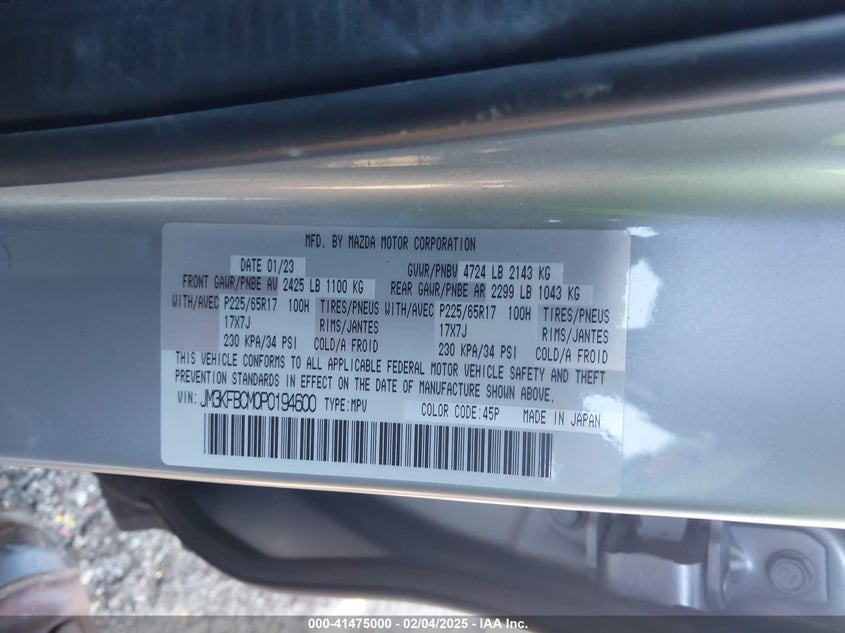 MFD. BY MAZDA MOTOR CORPORATION
DATE 01/23 GVWR/PNBV 4724 LB 2143 KG
FRONT GAWR/PNBE AV 2425 LB 1100 KG REAR GAWR/PNBE AR 2299 LB 1043 KG
WITH/AVEC P225/65R17 100H TIRES/PNEUS WITH/AVEC P225/65R17 100H TIRES/PNEUS
17X7J RIMS/JANTES 17X7J RIMS/JANTES
230 KPA/34 PSI COLD/A FROID 230 KPA/34 PSI COLD/A FROID
THIS VEHICLE CONFORMS TO ALL APPLICABLE FEDERAL MOTOR VEHICLE SAFETY AND THEFT
PREVENTION STANDARDS IN EFFECT ON THE DATE OF MANUFACTURE SHOWN ABOVE.
VIN: JM3KFBCM0P0194600 TYPE:MPV COLOR CODE:45P MADE IN JAPAN
000-41475000 - 02/04/2025 - IAA Inc.